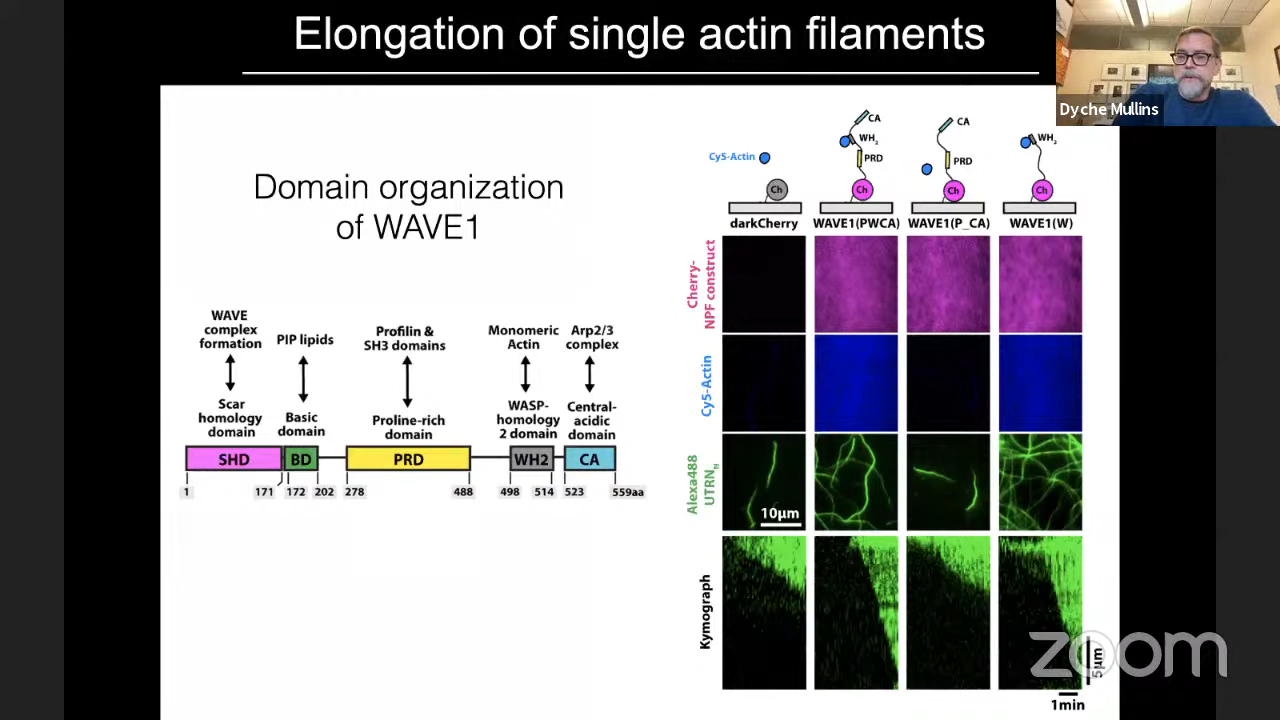 Elongation of single actin filaments
Dyche Mullins
Domain organization
of WAVE1
WAVE
complex
formation
PIP lipids
Profilin &
SH3 domains
Monomeric
Actin
Arp2/3
complex
Scar
homology
domain
Basic
domain
Proline-rich
domain
WASP-
homology
2 domain
Central-
acidic
domain
SHD
BD
PRD
WH2
CA
1
171
172
202
278
488
498
514
523
559aa
Cy5-Actin
Ch
darkCherry
CA
WH2
PRD
Ch
WAVE1(PWCA)
CA
PRD
Ch
WAVE1(P_CA)
WH2
Ch
WAVE1(W)
Cherry-
NPF construct
Cy5-Actin
Alexa488
UTRNN
10µm
Kymograph
5µm
1min
zoom